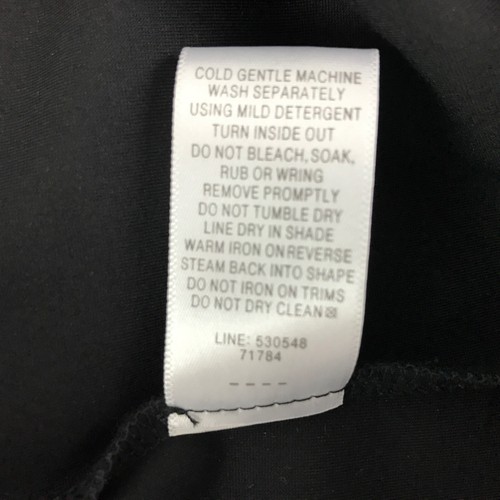 COLD GENTLE MACHINE
WASH SEPARATELY
USING MILD DETERGENT
TURN INSIDE OUT
DO NOT BLEACH, SOAK,
RUB OR WRING
REMOVE PROMPTLY
DO NOT TUMBLE DRY
LINE DRY IN SHADE
WARM IRON ON REVERSE
STEAM BACK INTO SHAPE
DO NOT IRON ON TRIMS
DO NOT DRY CLEAN ☒
LINE: 530548
71784
----